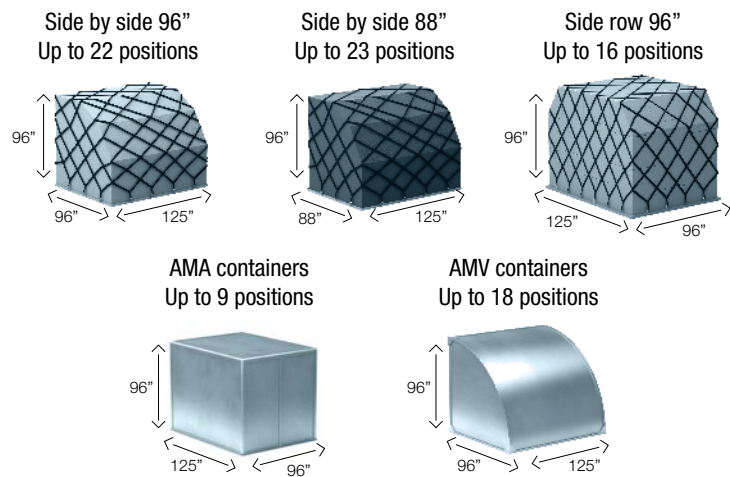 Side by side 96”
Up to 22 positions
Side by side 88”
Up to 23 positions
Side row 96”
Up to 16 positions
96”
96”
125”
96”
88”
125”
96”
125”
96”
AMA containers
Up to 9 positions
AMV containers
Up to 18 positions
96”
125”
96”
96”
96”
125”